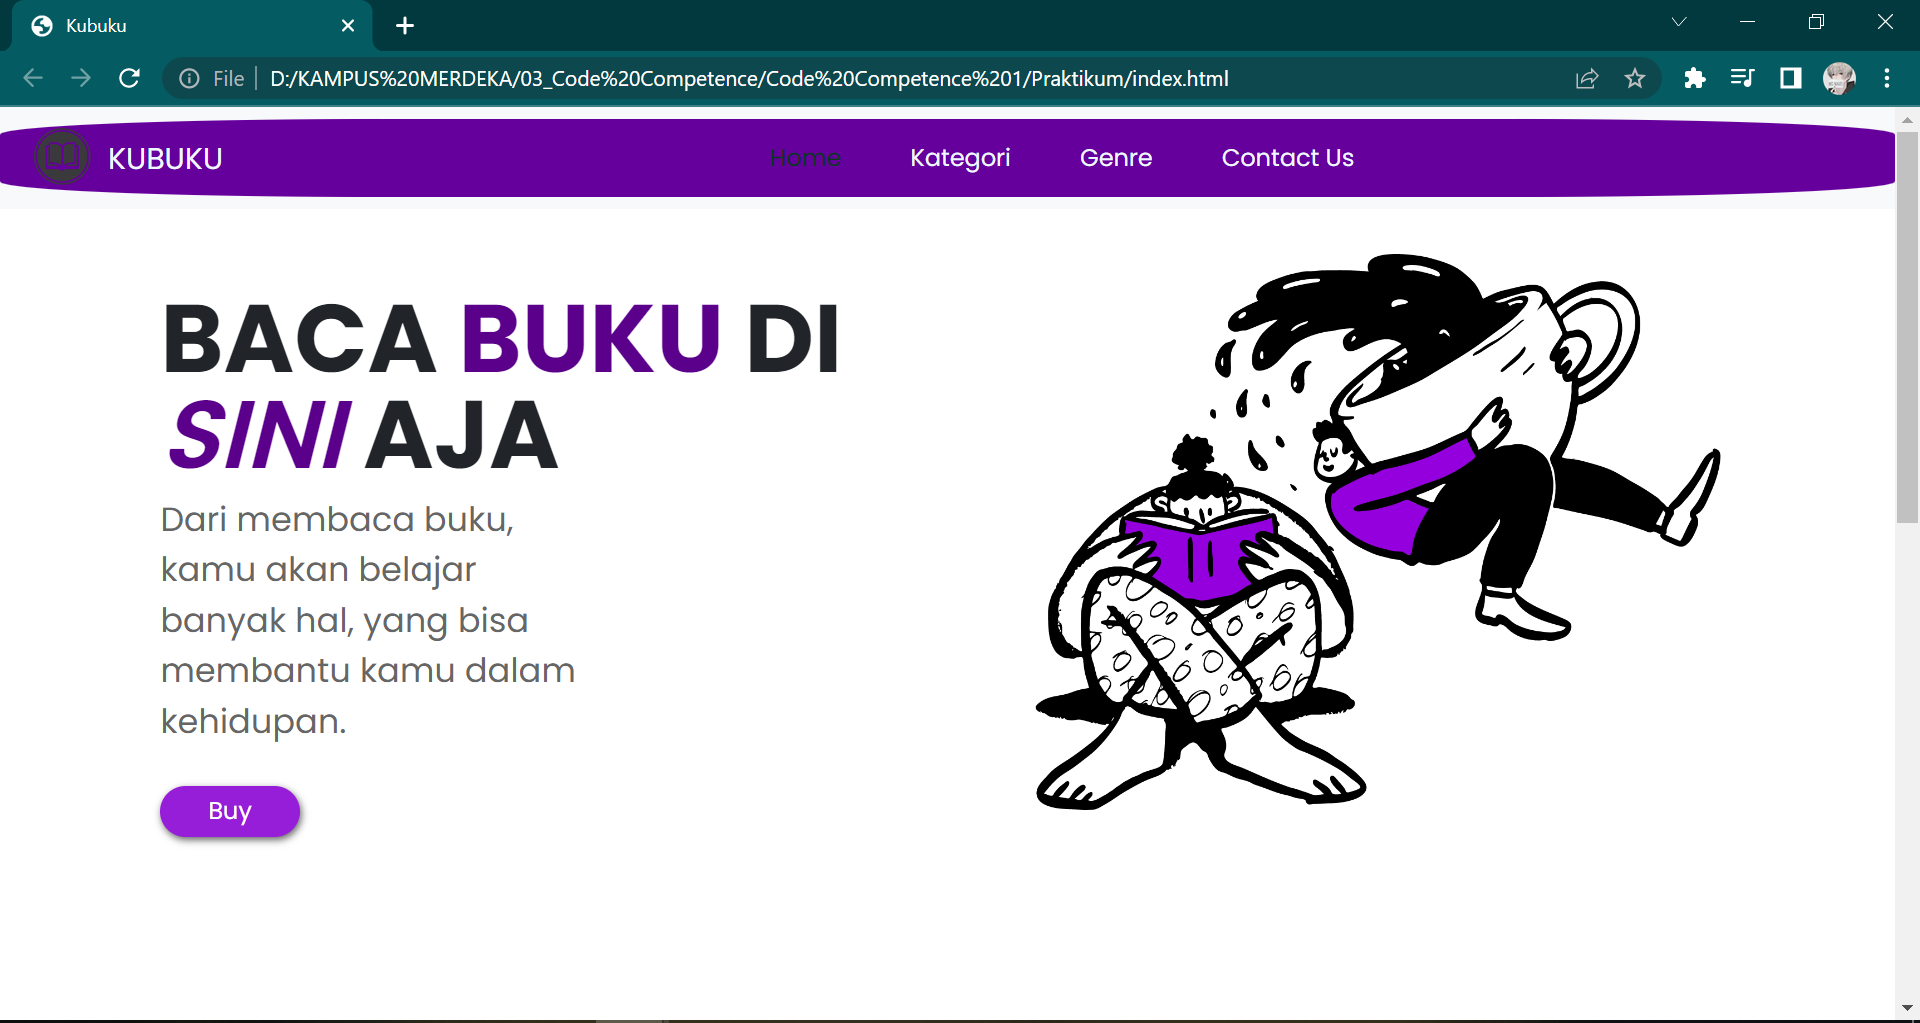 Kubuku
File | D:/KAMPUS%20MERDEKA/03_Code%20Competence/Code%20Competence%201/Praktikum/index.html
KUBUKU
Home Kategori Genre Contact Us
BACA BUKU DI
SINI AJA
Dari membaca buku,
kamu akan belajar
banyak hal, yang bisa
membantu kamu dalam
kehidupan.
Buy